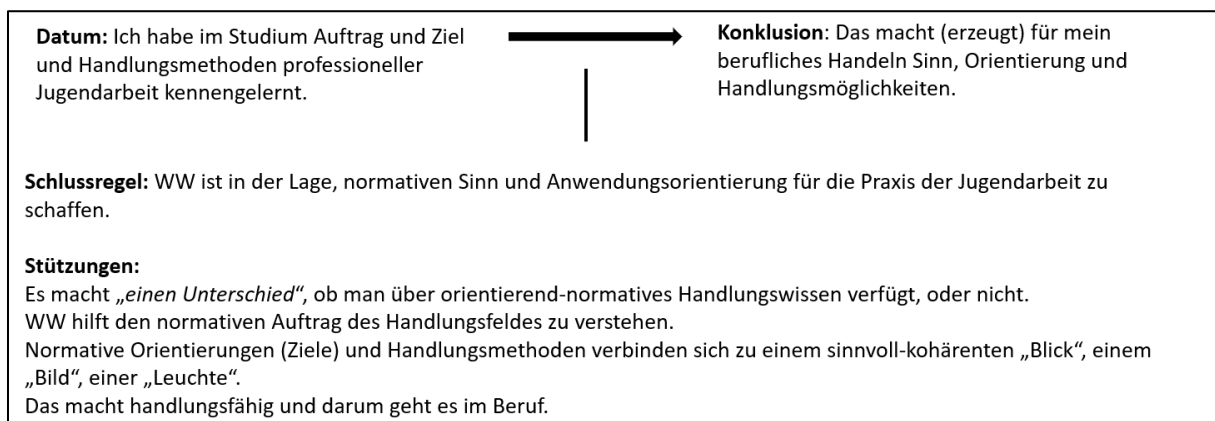 Datum: Ich habe im Studium Auftrag und Ziel
und Handlungsmethoden professioneller
Jugendarbeit kennengelernt.
Konklusion: Das macht (erzeugt) für mein
berufliches Handeln Sinn, Orientierung und
Handlungsmöglichkeiten.
Schlussregel: WW ist in der Lage, normativen Sinn und Anwendungsorientierung für die Praxis der Jugendarbeit zu
schaffen.
Stützungen:
Es macht „einen Unterschied“, ob man über orientierend-normatives Handlungswissen verfügt, oder nicht.
WW hilft den normativen Auftrag des Handlungsfeldes zu verstehen.
Normative Orientierungen (Ziele) und Handlungsmethoden verbinden sich zu einem sinnvoll-kohärenten „Blick“, einem
„Bild“, einer „Leuchte“.
Das macht handlungsfähig und darum geht es im Beruf.